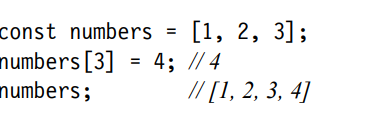 const numbers = [1, 2, 3];
numbers[3] = 4; // 4
numbers; // [1, 2, 3, 4]